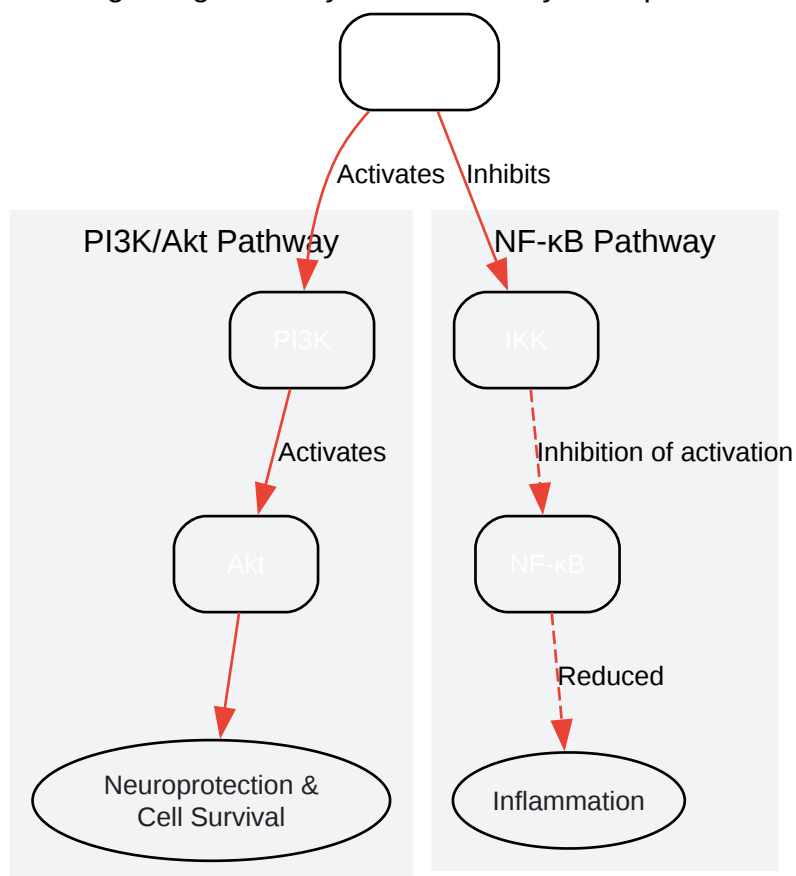 Activates
Inhibits
PI3K/Akt Pathway
NF-κB Pathway
PI3K
IKK
Activates
Inhibition of activation
Akt
NF-κB
Reduced
Neuroprotection &
Cell Survival
Inflammation